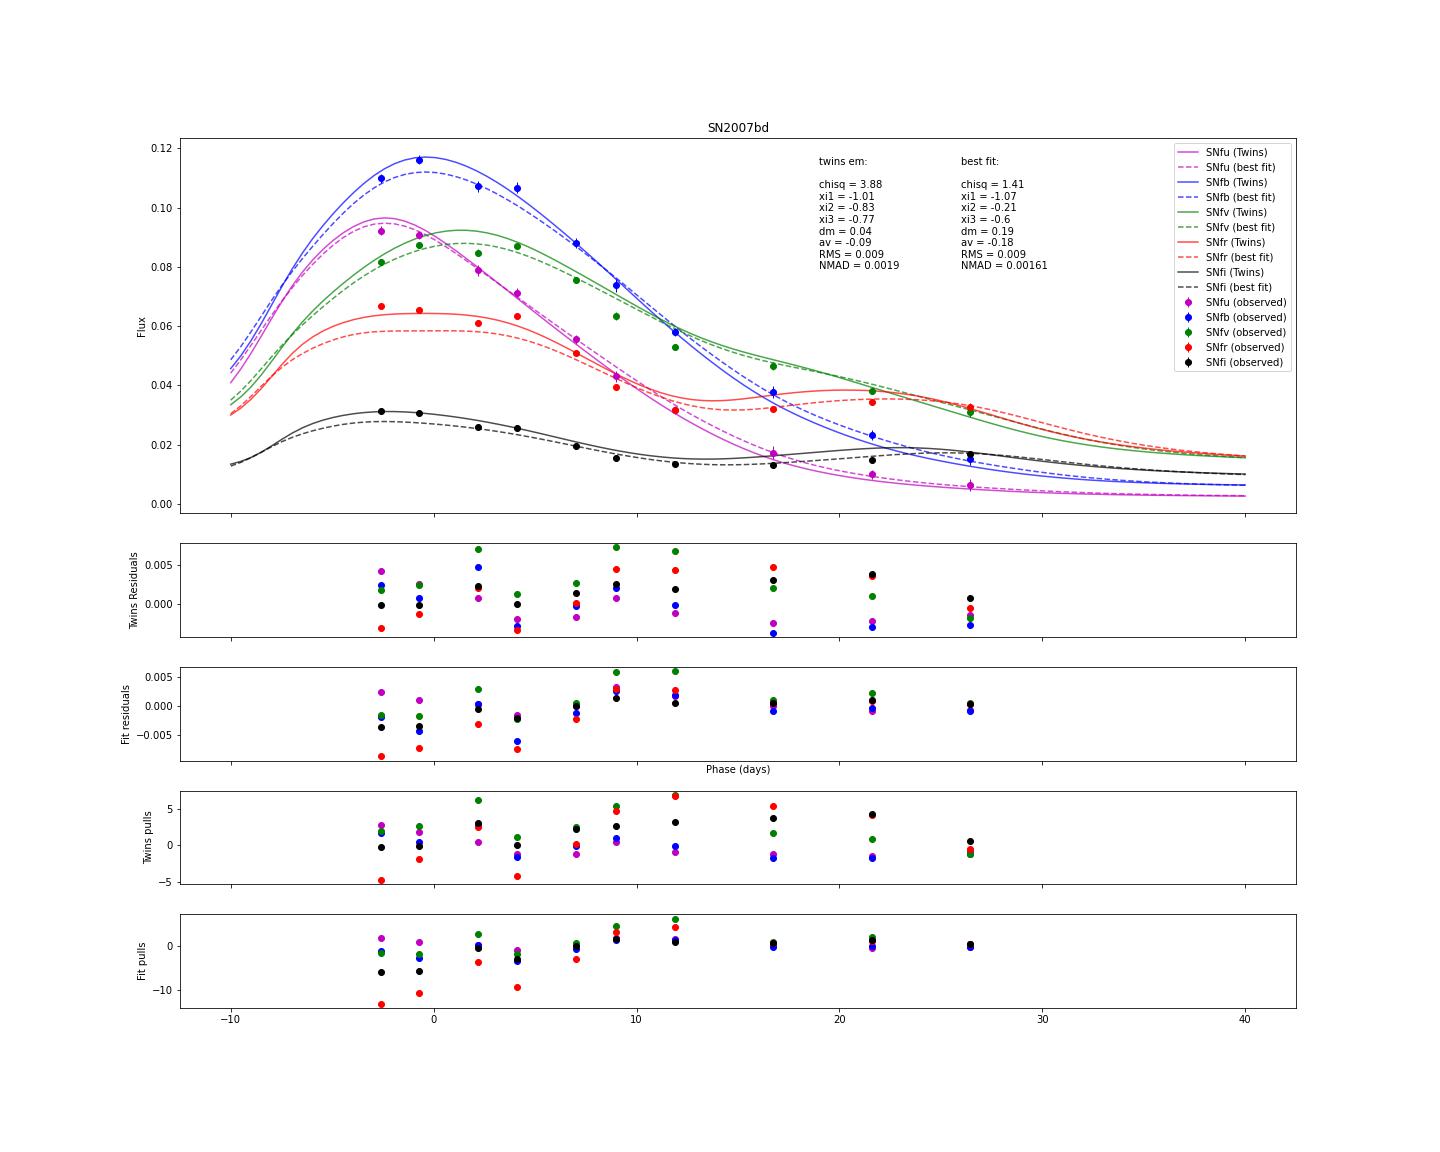 SN2007bd
Flux
0.12
0.10
0.08
0.06
0.04
0.02
0.00
twins em:
chisq = 3.88
xi1 = -1.01
xi2 = -0.83
xi3 = -0.77
dm = 0.04
av = -0.09
RMS = 0.009
NMAD = 0.0019
best fit:
chisq = 1.41
xi1 = -1.07
xi2 = -0.21
xi3 = -0.6
dm = 0.19
av = -0.18
RMS = 0.009
NMAD = 0.00161
SNfu (Twins)
SNfu (best fit)
SNfb (Twins)
SNfb (best fit)
SNfv (Twins)
SNfv (best fit)
SNfr (Twins)
SNfr (best fit)
SNfi (Twins)
SNfi (best fit)
SNfu (observed)
SNfb (observed)
SNfv (observed)
SNfr (observed)
SNfi (observed)
Twins Residuals
0.005
0.000
Fit residuals
0.005
0.000
−0.005
Phase (days)
Twins pulls
5
0
−5
Fit pulls
0
−10
−10
0
10
20
30
40